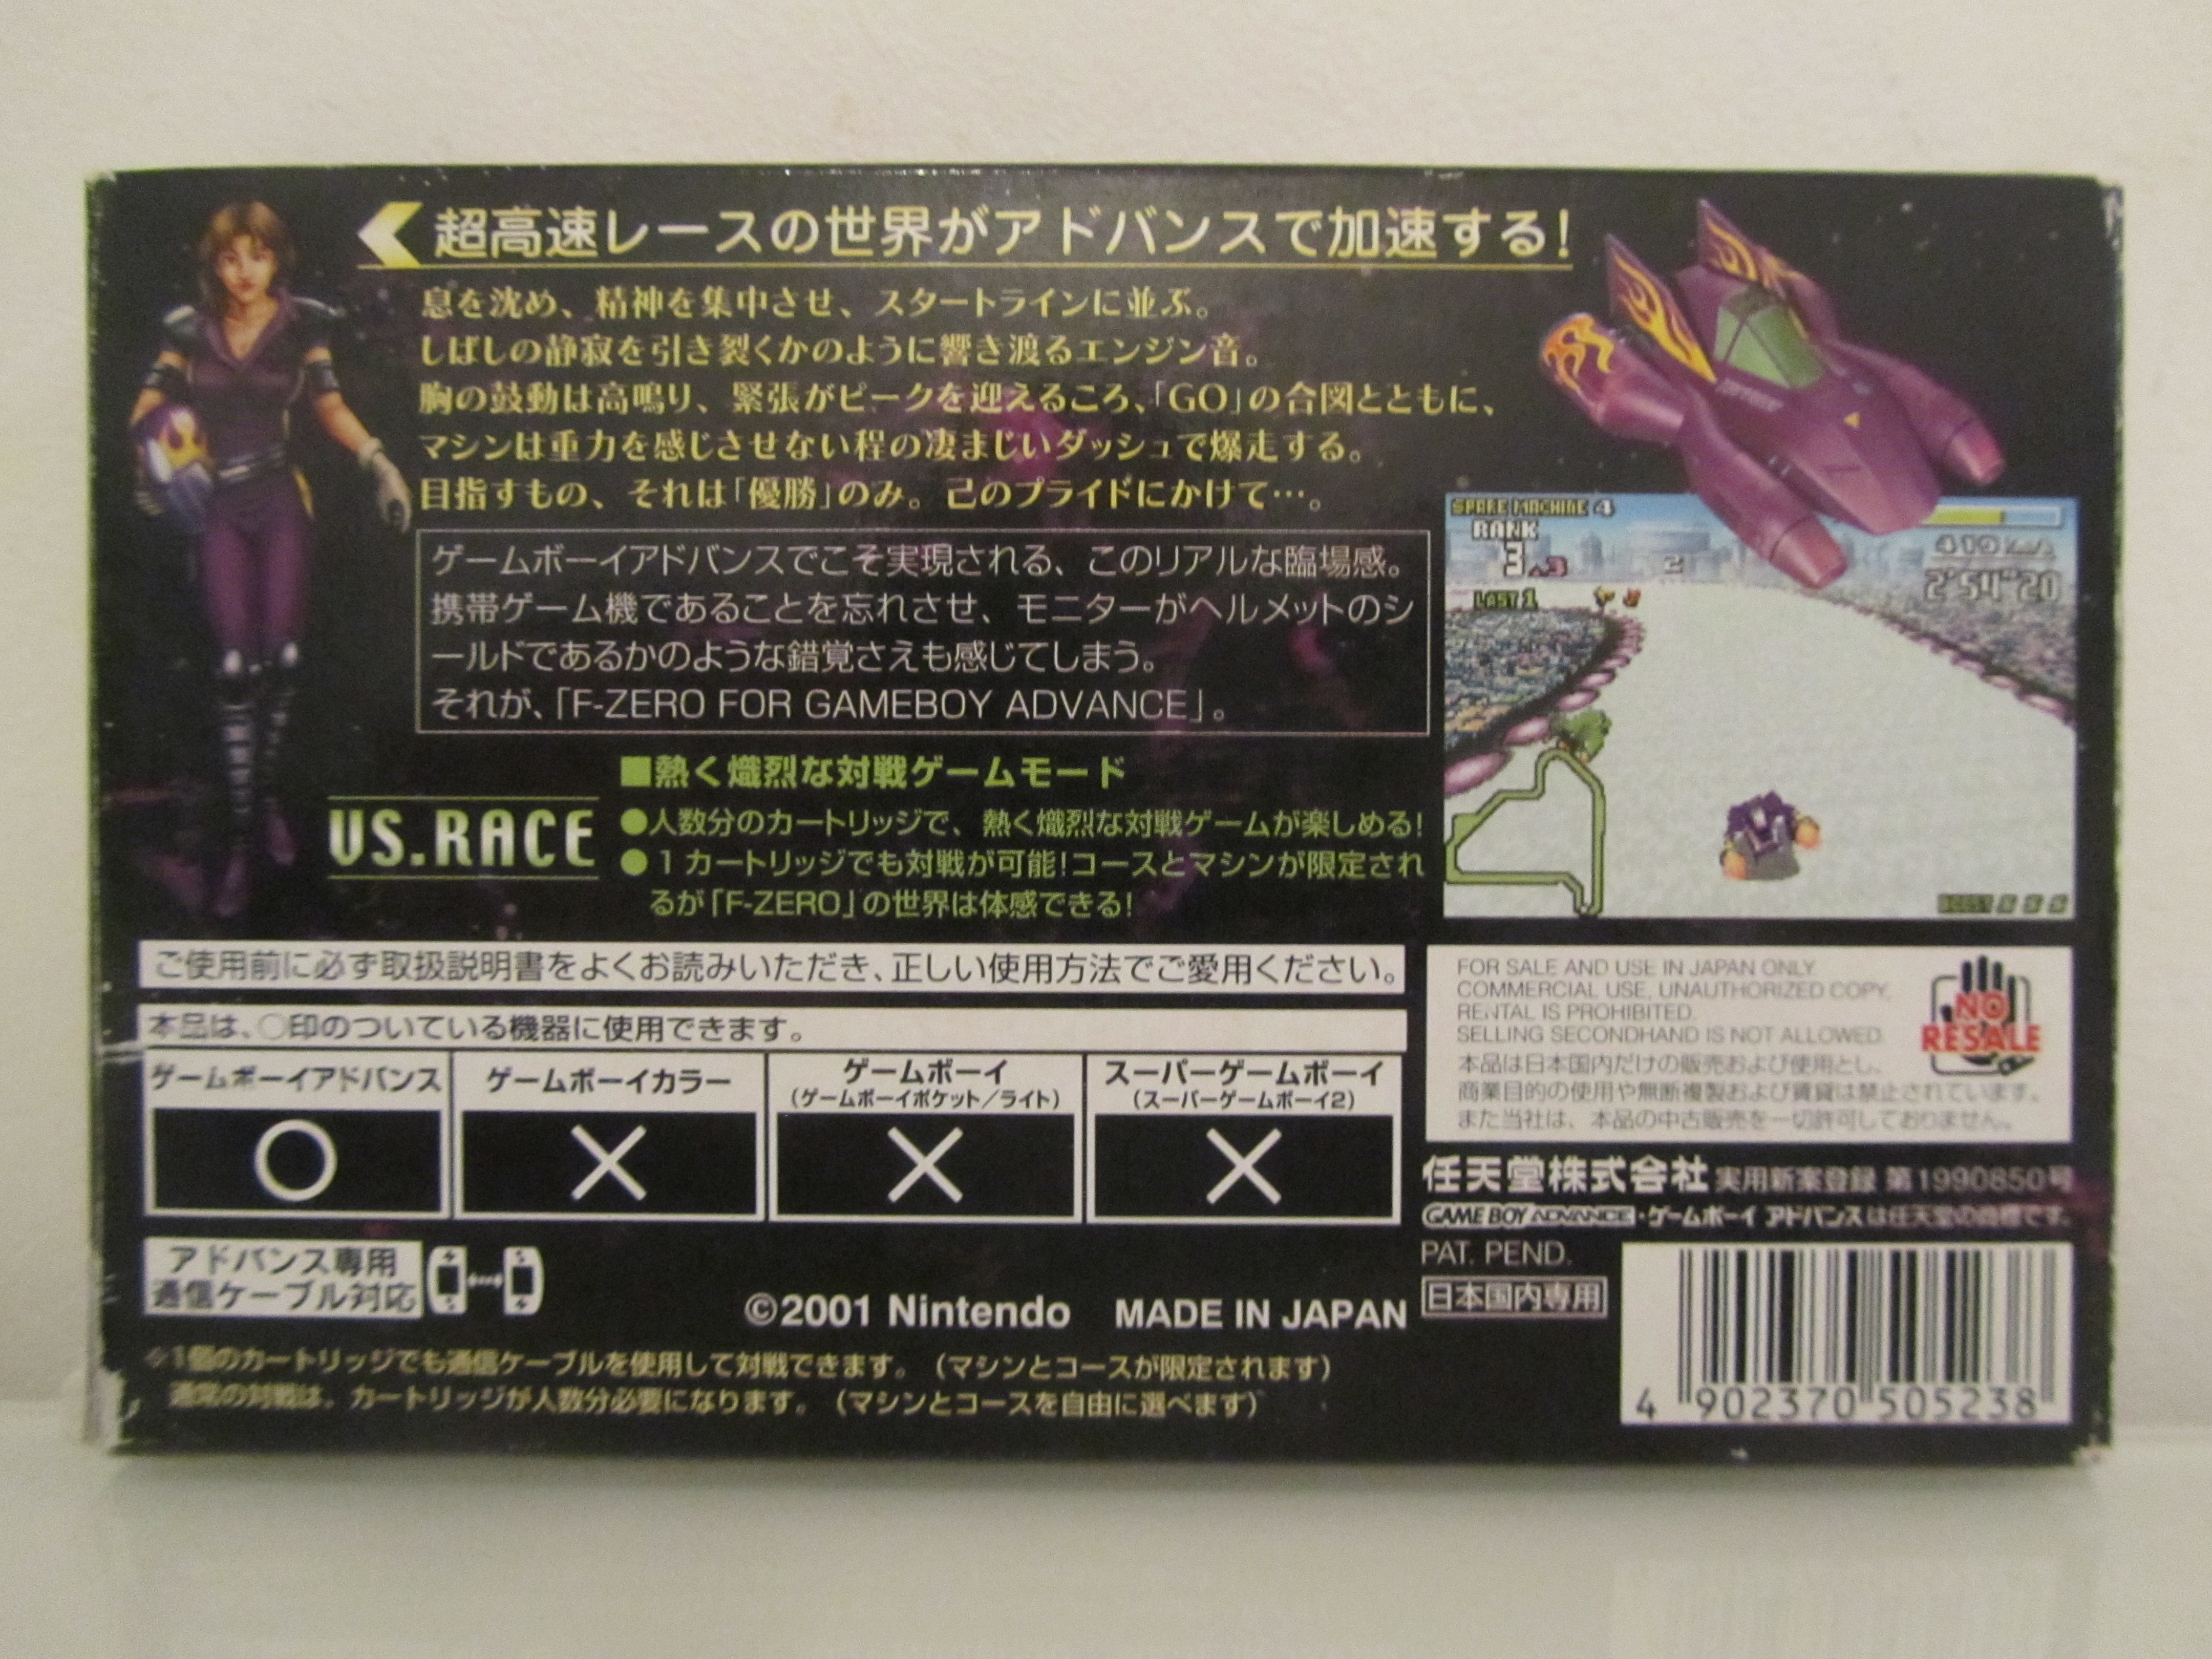 超高速レースの世界がアドバンスで加速する!
息を沈め、精神を集中させ、スタートラインに並ぶ。
しばしの静寂を引き裂くかのように響き渡るエンジン音。
胸の鼓動は高鳴り、緊張がピークを迎えるころ、「GO」の合図とともに、
マシンは重力を感じさせない程の凄まじいダッシュで爆走する。
目指すもの、それは「優勝」のみ。己のプライドにかけて…。
ゲームボーイアドバンスでこそ実現される、このリアルな臨場感。
携帯ゲーム機であることを忘れさせ、モニターがヘルメットのシ
ールドであるかのような錯覚さえも感じてしまう。
それが、「F-ZERO FOR GAMEBOY ADVANCE」。
SPARE MACHINE 4
RANK
3
LAST 1
2
2'54"20
BOOST
VS.RACE
■熱く熾烈な対戦ゲームモード
●人数分のカートリッジで、熱く熾烈な対戦ゲームが楽しめる!
●1カートリッジでも対戦が可能!コースとマシンが限定され
るが「F-ZERO」の世界は体感できる!
ご使用前に必ず取扱説明書をよくお読みいただき、正しい使用方法でご愛用ください。
本品は、○印のついている機器に使用できます。
ゲームボーイアドバンス
ゲームボーイカラー
ゲームボーイ
(ゲームボーイポケット/ライト)
スーパーゲームボーイ
(スーパーゲームボーイ2)
○ × × ×
アドバンス専用
通信ケーブル対応
©2001 Nintendo MADE IN JAPAN
※1個のカートリッジでも通信ケーブルを使用して対戦できます。(マシンとコースが限定されます)
通常の対戦は、カートリッジが人数分必要になります。(マシンとコースを自由に選べます)
FOR SALE AND USE IN JAPAN ONLY.
COMMERCIAL USE, UNAUTHORIZED COPY,
RENTAL IS PROHIBITED.
SELLING SECONDHAND IS NOT ALLOWED.
NO
RESALE
本品は日本国内だけの販売および使用とし、
商業目的の使用や無断複製および賃貸は禁止されています。
また当社は、本品の中古販売を一切許可しておりません。
任天堂株式会社 実用新案登録 第1990850号
GAME BOY ADVANCE・ゲームボーイ アドバンスは任天堂の商標です。
PAT. PEND.
日本国内専用
4 902370 505238